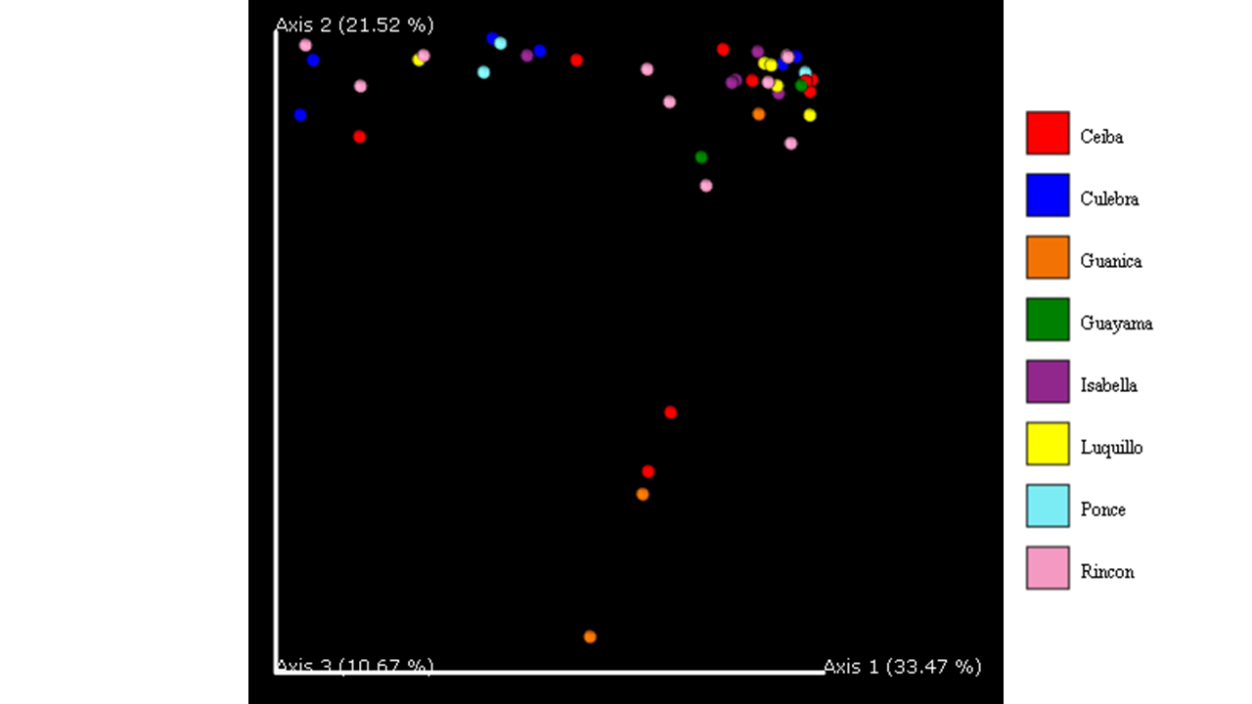 Axis 2 (21.52 %)
Axis 3 (10.67 %)
Axis 1 (33.47 %)
Ceiba
Culebra
Guanica
Guayama
Isabella
Luquillo
Ponce
Rincon